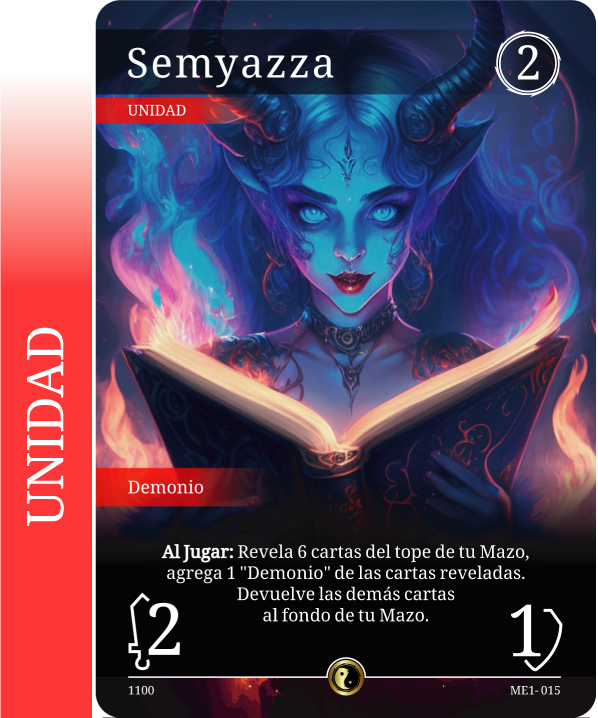 Semyazza
2
UNIDAD
UNIDAD
Demonio
Al Jugar: Revela 6 cartas del tope de tu Mazo,
agrega 1 "Demonio" de las cartas reveladas.
Devuelve las demás cartas
al fondo de tu Mazo.
2
1
1100
ME1- 015